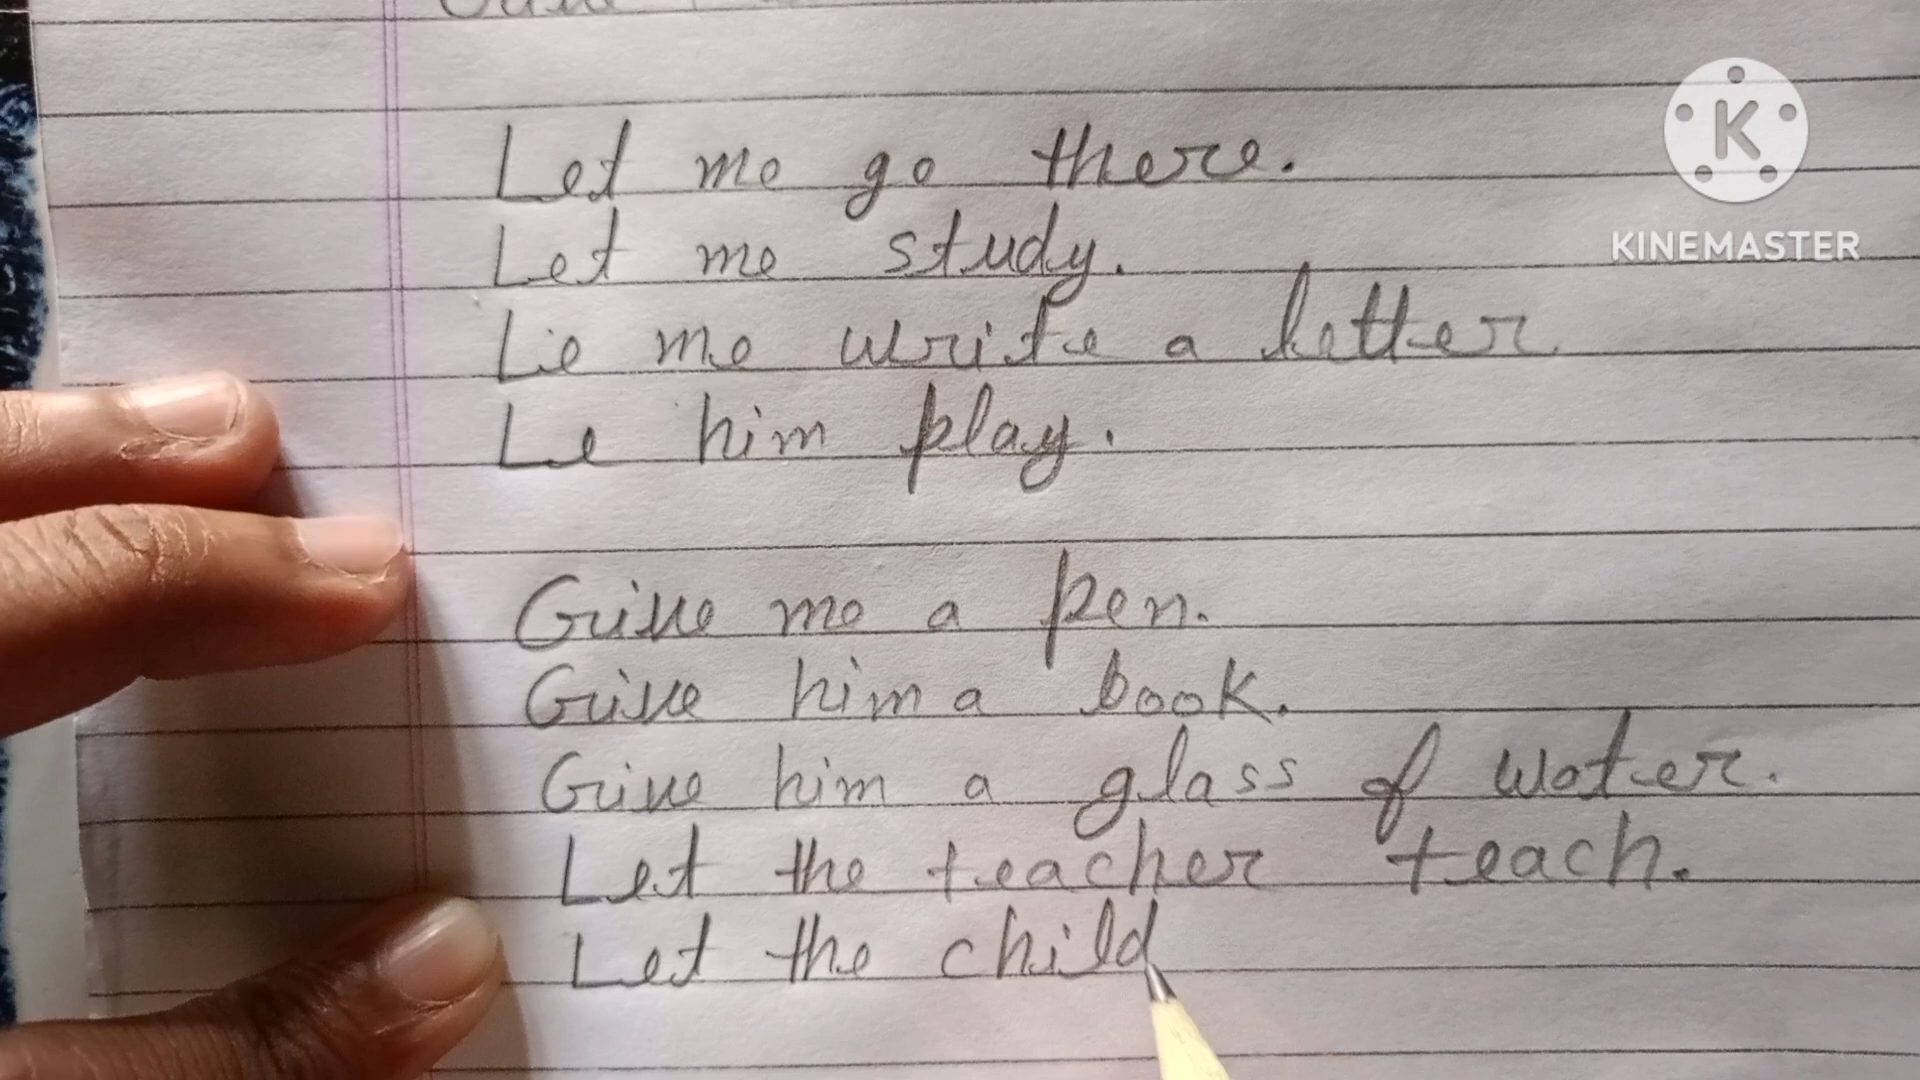 Let me go there.
Let me study.
Lie me write a letter.
Le him play.
Give me a pen.
Give him a book.
Give him a glass of water.
Let the teacher teach.
Let the child
KINEMASTER